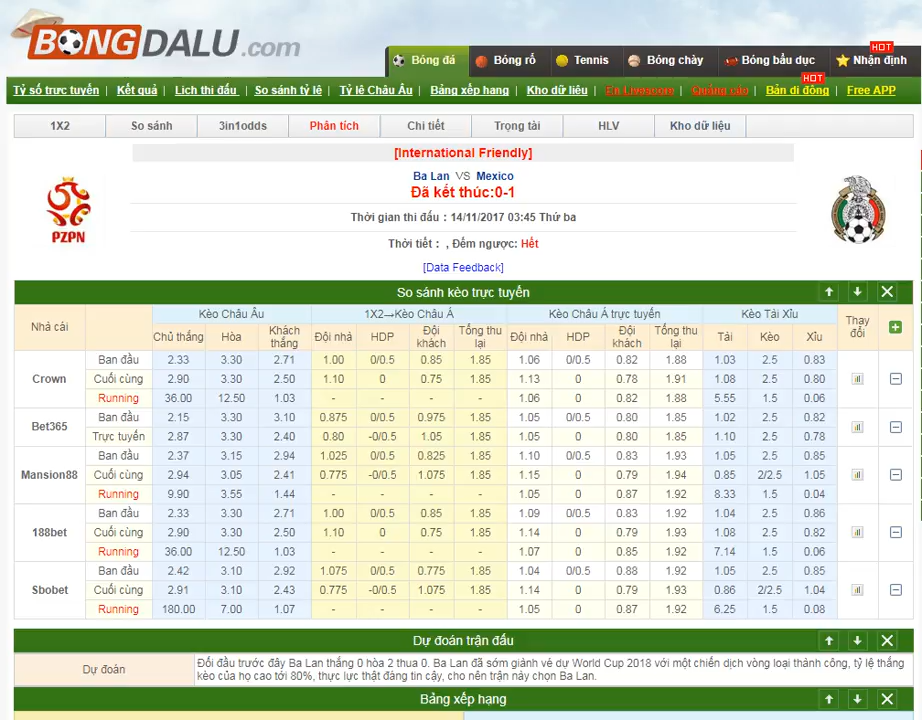 BONGDALU.com
HOT
Bóng đá Bóng rổ Tennis Bóng chày Bóng bầu dục Nhận định
HOT
Tỷ số trực tuyến | Kết quả | Lịch thi đấu | So sánh tỷ lệ | Tỷ lệ Châu Âu | Bảng xếp hạng | Kho dữ liệu | En Livescore | Quảng cáo | Bản di động | Free APP
1X2 So sánh 3in1odds Phân tích Chi tiết Trọng tài HLV Kho dữ liệu
[International Friendly]
Ba Lan VS Mexico
Đã kết thúc:0-1
Thời gian thi đấu : 14/11/2017 03:45 Thứ ba
Thời tiết : , Đếm ngược: Hết
[Data Feedback]
PZPN
So sánh kèo trực tuyến
Nhà cái Kèo Châu Âu 1X2→Kèo Châu Á Kèo Châu Á trực tuyến Kèo Tài Xỉu Thay đổi
Chủ thắng Hòa Khách thắng Đội nhà HDP Đội khách Tổng thu lại Đội nhà HDP Đội khách Tổng thu lại Tài Kèo Xỉu
Crown Ban đầu 2.33 3.30 2.71 1.00 0/0.5 0.85 1.85 1.06 0/0.5 0.82 1.88 1.03 2.5 0.83
Cuối cùng 2.90 3.30 2.50 1.10 0 0.75 1.85 1.13 0 0.78 1.91 1.08 2.5 0.80
Running 36.00 12.50 1.03 - - - - 1.06 0 0.82 1.88 5.55 1.5 0.06
Bet365 Ban đầu 2.15 3.30 3.10 0.875 0/0.5 0.975 1.85 1.05 0/0.5 0.80 1.85 1.02 2.5 0.82
Trực tuyến 2.87 3.30 2.40 0.80 -0/0.5 1.05 1.85 1.05 0 0.80 1.85 1.10 2.5 0.78
Mansion88 Ban đầu 2.37 3.15 2.94 1.025 0/0.5 0.825 1.85 1.10 0/0.5 0.83 1.93 1.05 2.5 0.85
Cuối cùng 2.94 3.05 2.41 0.775 -0/0.5 1.075 1.85 1.15 0 0.79 1.94 0.85 2/2.5 1.05
Running 9.90 3.55 1.44 - - - - 1.05 0 0.87 1.92 8.33 1.5 0.04
188bet Ban đầu 2.33 3.30 2.71 1.00 0/0.5 0.85 1.85 1.09 0/0.5 0.83 1.92 1.04 2.5 0.86
Cuối cùng 2.90 3.30 2.50 1.10 0 0.75 1.85 1.14 0 0.79 1.93 1.08 2.5 0.82
Running 36.00 12.50 1.03 - - - - 1.07 0 0.85 1.92 7.14 1.5 0.06
Sbobet Ban đầu 2.42 3.10 2.92 1.075 0/0.5 0.775 1.85 1.04 0/0.5 0.88 1.92 1.05 2.5 0.85
Cuối cùng 2.91 3.10 2.43 0.775 -0/0.5 1.075 1.85 1.14 0 0.79 1.93 0.86 2/2.5 1.04
Running 180.00 7.00 1.07 - - - - 1.05 0 0.87 1.92 6.25 1.5 0.08
Dự đoán trận đấu
Dự đoán
Đối đầu trước đây Ba Lan thắng 0 hòa 2 thua 0. Ba Lan đã sớm giành vé dự World Cup 2018 với một chiến dịch vòng loại thành công, tỷ lệ thắng
kèo của họ cao tới 80%, thực lực thật đáng tin cậy, cho nên trận này chọn Ba Lan.
Bảng xếp hạng